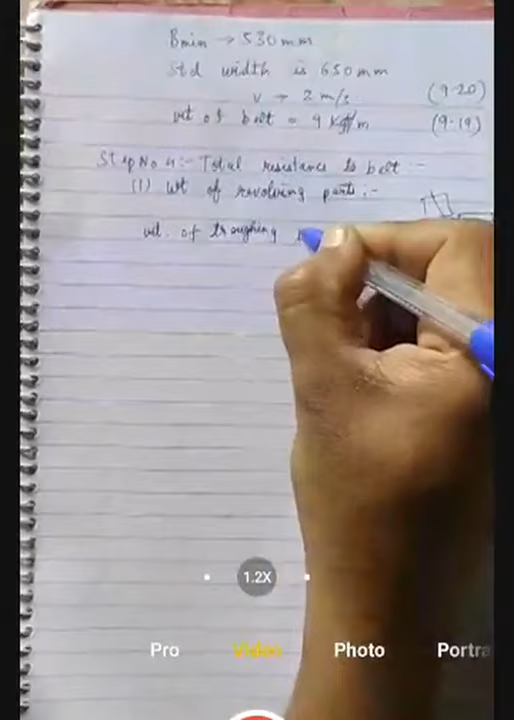 Bmin → 530 mm
Std width is 650 mm
v → 2 m/s (9.20)
wt of belt = 9 Kgf/m (9.19)
Step No 4:- Total resistance to belt :-
(1) wt of revolving parts :-
wt. of troughing
1.2X
Pro Video Photo Portra